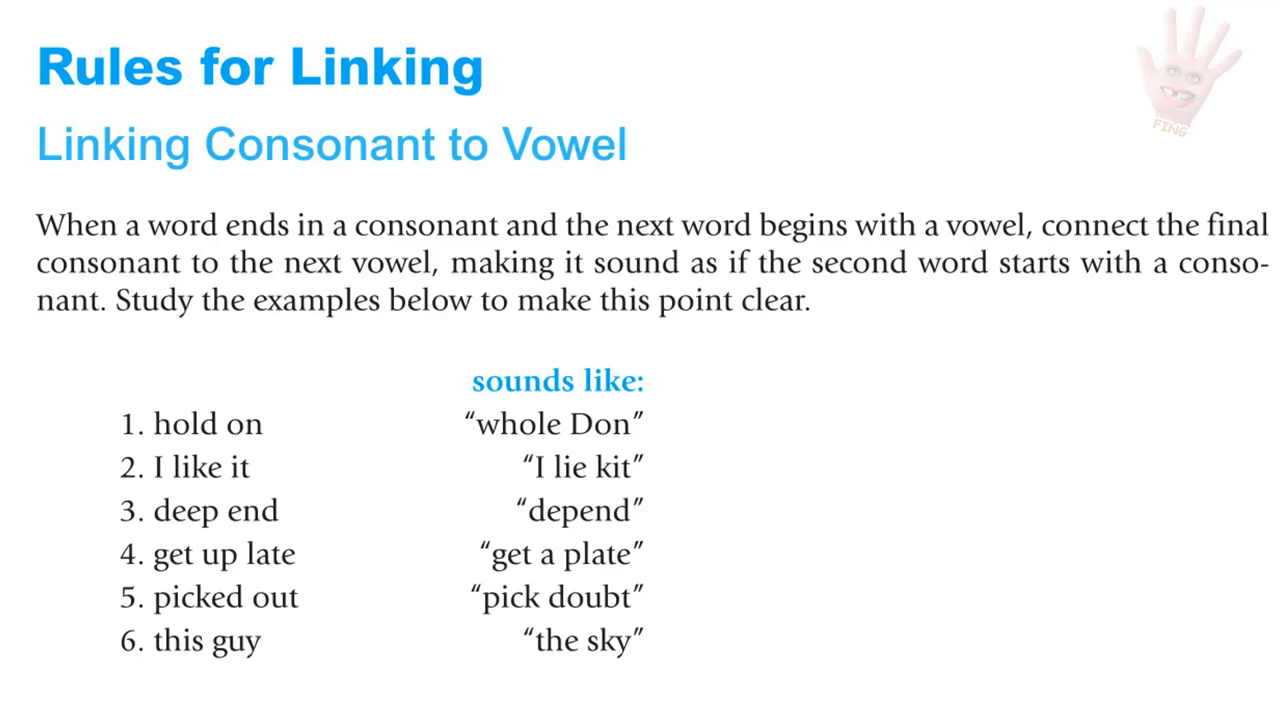 FING
Rules for Linking
Linking Consonant to Vowel
When a word ends in a consonant and the next word begins with a vowel, connect the final
consonant to the next vowel, making it sound as if the second word starts with a conso-
nant. Study the examples below to make this point clear.
sounds like:
1. hold on “whole Don”
2. I like it “I lie kit”
3. deep end “depend”
4. get up late “get a plate”
5. picked out “pick doubt”
6. this guy “the sky”